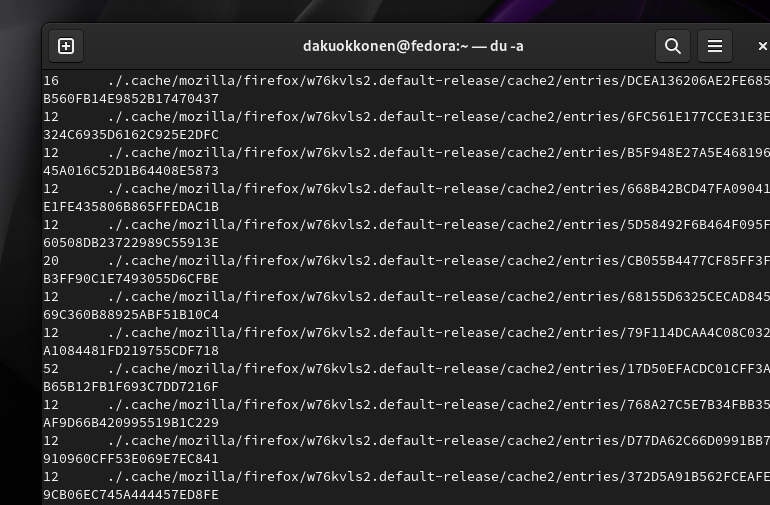 dakuokkonen@fedora:~ — du -a
16 ./.cache/mozilla/firefox/w76kvls2.default-release/cache2/entries/DCEA136206AE2FE685
B560FB14E9852B17470437
12 ./.cache/mozilla/firefox/w76kvls2.default-release/cache2/entries/6FC561E177CCE31E3E
324C6935D6162C925E2DFC
12 ./.cache/mozilla/firefox/w76kvls2.default-release/cache2/entries/B5F948E27A5E468196
45A016C52D1B64408E5873
12 ./.cache/mozilla/firefox/w76kvls2.default-release/cache2/entries/668B42BCD47FA09041
E1FE435806B865FFEDAC1B
12 ./.cache/mozilla/firefox/w76kvls2.default-release/cache2/entries/5D58492F6B464F095F
60508DB23722989C55913E
20 ./.cache/mozilla/firefox/w76kvls2.default-release/cache2/entries/CB055B4477CF85FF3F
B3FF90C1E7493055D6CFBE
12 ./.cache/mozilla/firefox/w76kvls2.default-release/cache2/entries/68155D6325CECAD845
69C360B88925ABF51B10C4
12 ./.cache/mozilla/firefox/w76kvls2.default-release/cache2/entries/79F114DCAA4C08C032
A1084481FD219755CDF718
52 ./.cache/mozilla/firefox/w76kvls2.default-release/cache2/entries/17D50EFACDC01CFF3A
B65B12FB1F693C7DD7216F
12 ./.cache/mozilla/firefox/w76kvls2.default-release/cache2/entries/768A27C5E7B34FBB35
AF9D66B420995519B1C229
12 ./.cache/mozilla/firefox/w76kvls2.default-release/cache2/entries/D77DA62C66D0991BB7
910960CFF53E069E7EC841
12 ./.cache/mozilla/firefox/w76kvls2.default-release/cache2/entries/372D5A91B562FCEAFE
9CB06EC745A444457ED8FE